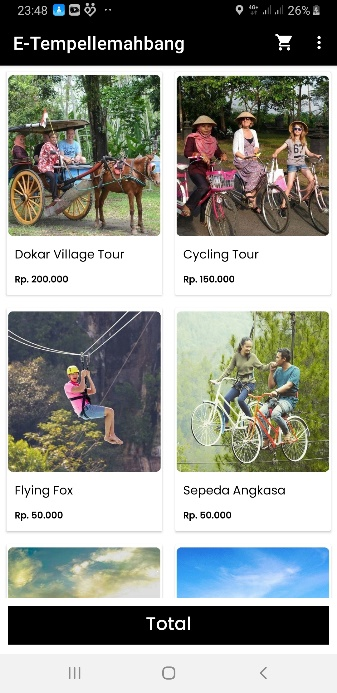 23:48 26%
E-Tempellemahbang
Dokar Village Tour
Rp. 200.000
Cycling Tour
Rp. 150.000
Flying Fox
Rp. 50.000
Sepeda Angkasa
Rp. 50.000
Total